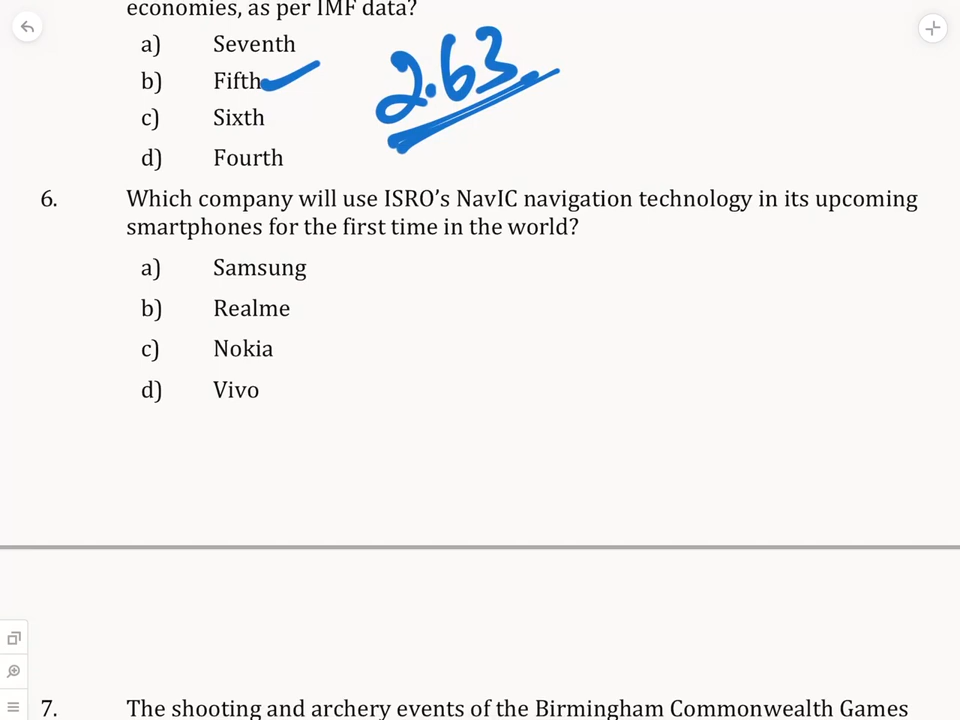 economies, as per IMF data?
a) Seventh
b) Fifth
2.63
c) Sixth
d) Fourth
6. Which company will use ISRO's NavIC navigation technology in its upcoming
smartphones for the first time in the world?
a) Samsung
b) Realme
c) Nokia
d) Vivo
7. The shooting and archery events of the Birmingham Commonwealth Games